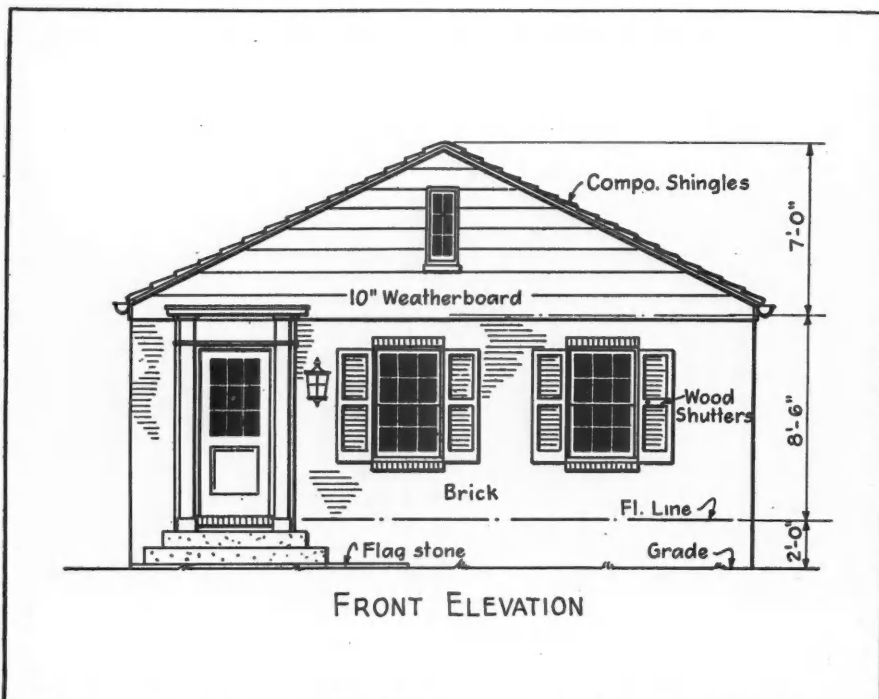 Compo. Shingles
7'-0"
10" Weatherboard
Wood
Shutters
8'-6"
Brick
Fl. Line
2'-0"
Flag stone
Grade
FRONT ELEVATION